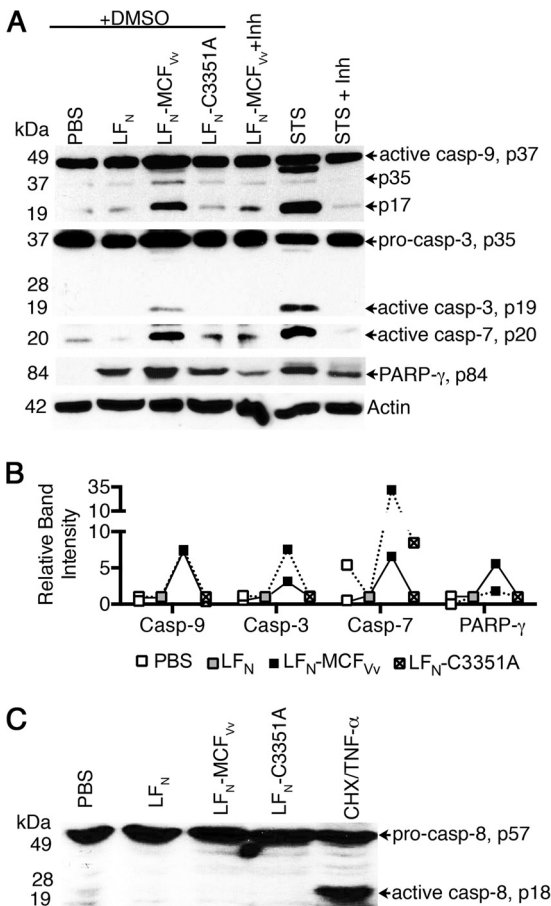 A
+DMSO
PBS
LFN
LFN-MCFVv
LFN-C3351A
LFN-MCFVv+Inh
STS
STS + Inh
kDa
49 active casp-9, p37
37 p35
19 p17
37 pro-casp-3, p35
28
19 active casp-3, p19
20 active casp-7, p20
84 PARP-γ, p84
42 Actin
B
Relative Band
Intensity
35
10
10
5
0
Casp-9 Casp-3 Casp-7 PARP-γ
PBS LFN LFN-MCFVv LFN-C3351A
C
PBS
LFN
LFN-MCFVv
LFN-C3351A
CHX/TNF-α
kDa
49 pro-casp-8, p57
28
19 active casp-8, p18